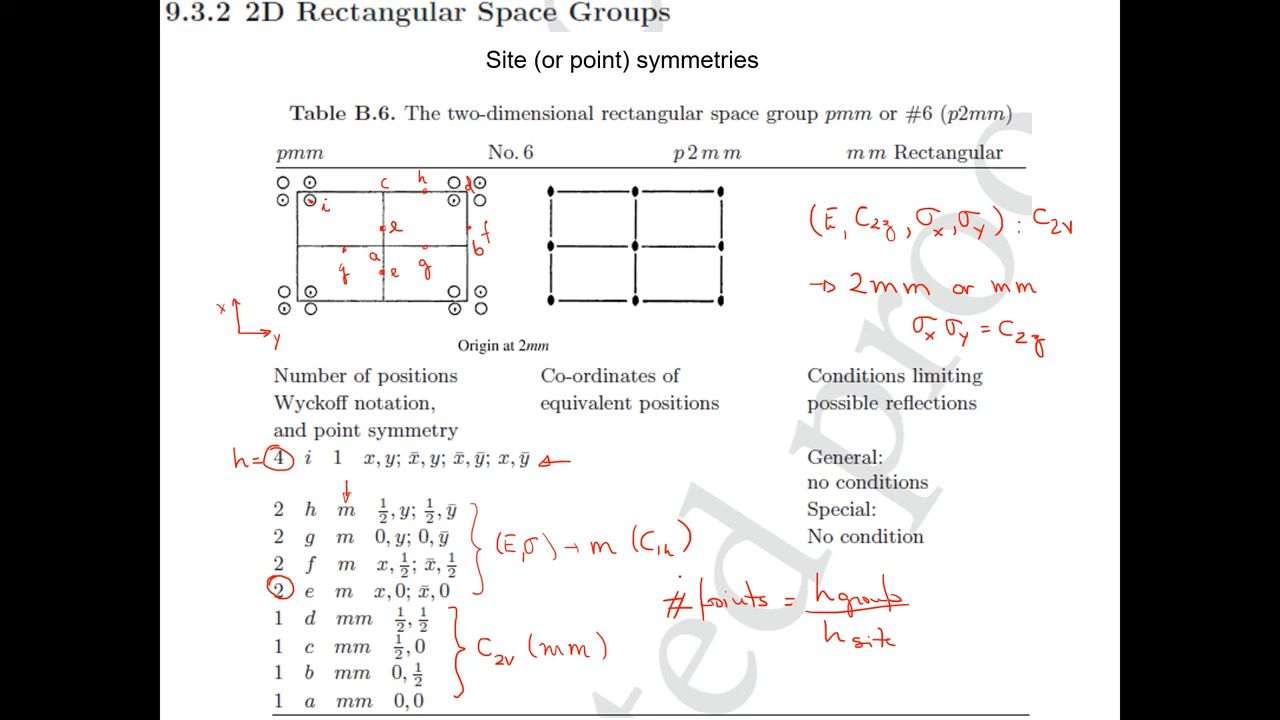 9.3.2 2D Rectangular Space Groups
Site (or point) symmetries
Table B.6. The two-dimensional rectangular space group pmm or #6 (p2mm)
pmm No. 6 p2mm mm Rectangular
c h d
i
e f
a b
g e g
x
y
(E, C2z, σx, σy) : C2v
→ 2mm or mm
σx σy = C2z
Origin at 2mm
Number of positions Co-ordinates of Conditions limiting
Wyckoff notation, equivalent positions possible reflections
and point symmetry
h = 4 i 1 x, y; x̄, y; x̄, ȳ; x, ȳ General:
no conditions
2 h m ½, y; ½, ȳ Special:
2 g m 0, y; 0, ȳ No condition
2 f m x, ½; x̄, ½
2 e m x, 0; x̄, 0
(E, σ) → m (C1h)
# points = h group / h site
1 d mm ½, ½
1 c mm ½, 0
1 b mm 0, ½
1 a mm 0, 0
C2v (mm)
ted proo